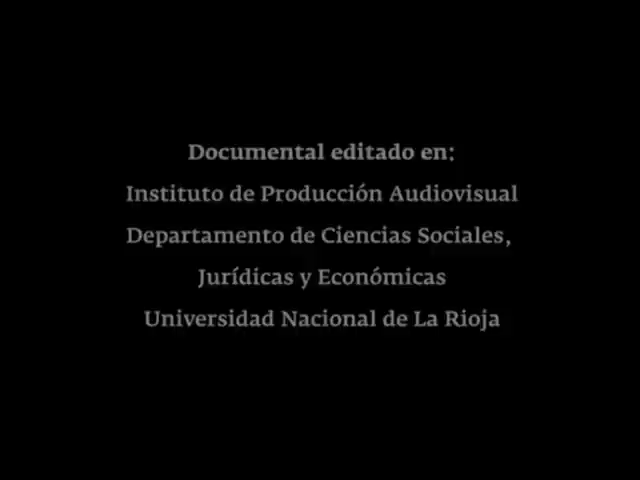 Documental editado en:
Instituto de Producción Audiovisual
Departamento de Ciencias Sociales,
Jurídicas y Económicas
Universidad Nacional de La Rioja